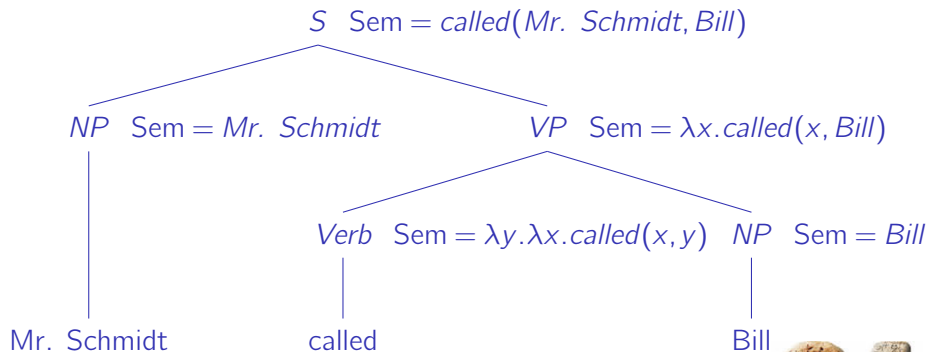 S Sem = called(Mr. Schmidt, Bill)
NP Sem = Mr. Schmidt VP Sem = λx.called(x, Bill)
Verb Sem = λy.λx.called(x, y) NP Sem = Bill
Mr. Schmidt called Bill